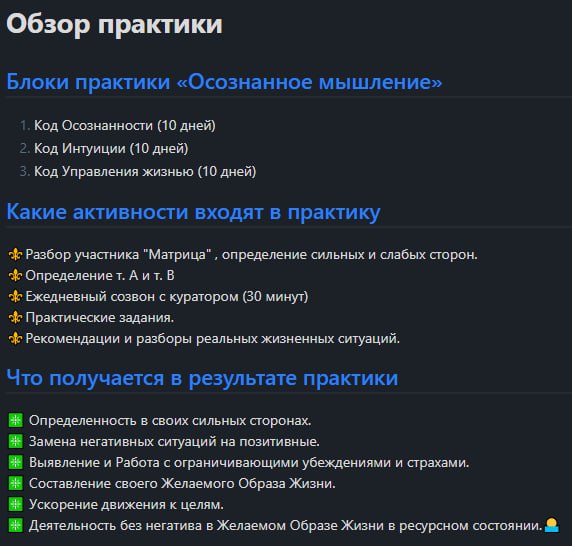 Обзор практики
Блоки практики «Осознанное мышление»
1. Код Осознанности (10 дней)
2. Код Интуиции (10 дней)
3. Код Управления жизнью (10 дней)
Какие активности входят в практику
⚜ Разбор участника "Матрица" , определение сильных и слабых сторон.
⚜ Определение т. А и т. В
⚜ Ежедневный созвон с куратором (30 минут)
⚜ Практические задания.
⚜ Рекомендации и разборы реальных жизненных ситуаций.
Что получается в результате практики
Определенность в своих сильных сторонах.
Замена негативных ситуаций на позитивные.
Выявление и Работа с ограничивающими убеждениями и страхами.
Составление своего Желаемого Образа Жизни.
Ускорение движения к целям.
Деятельность без негатива в Желаемом Образе Жизни в ресурсном состоянии.